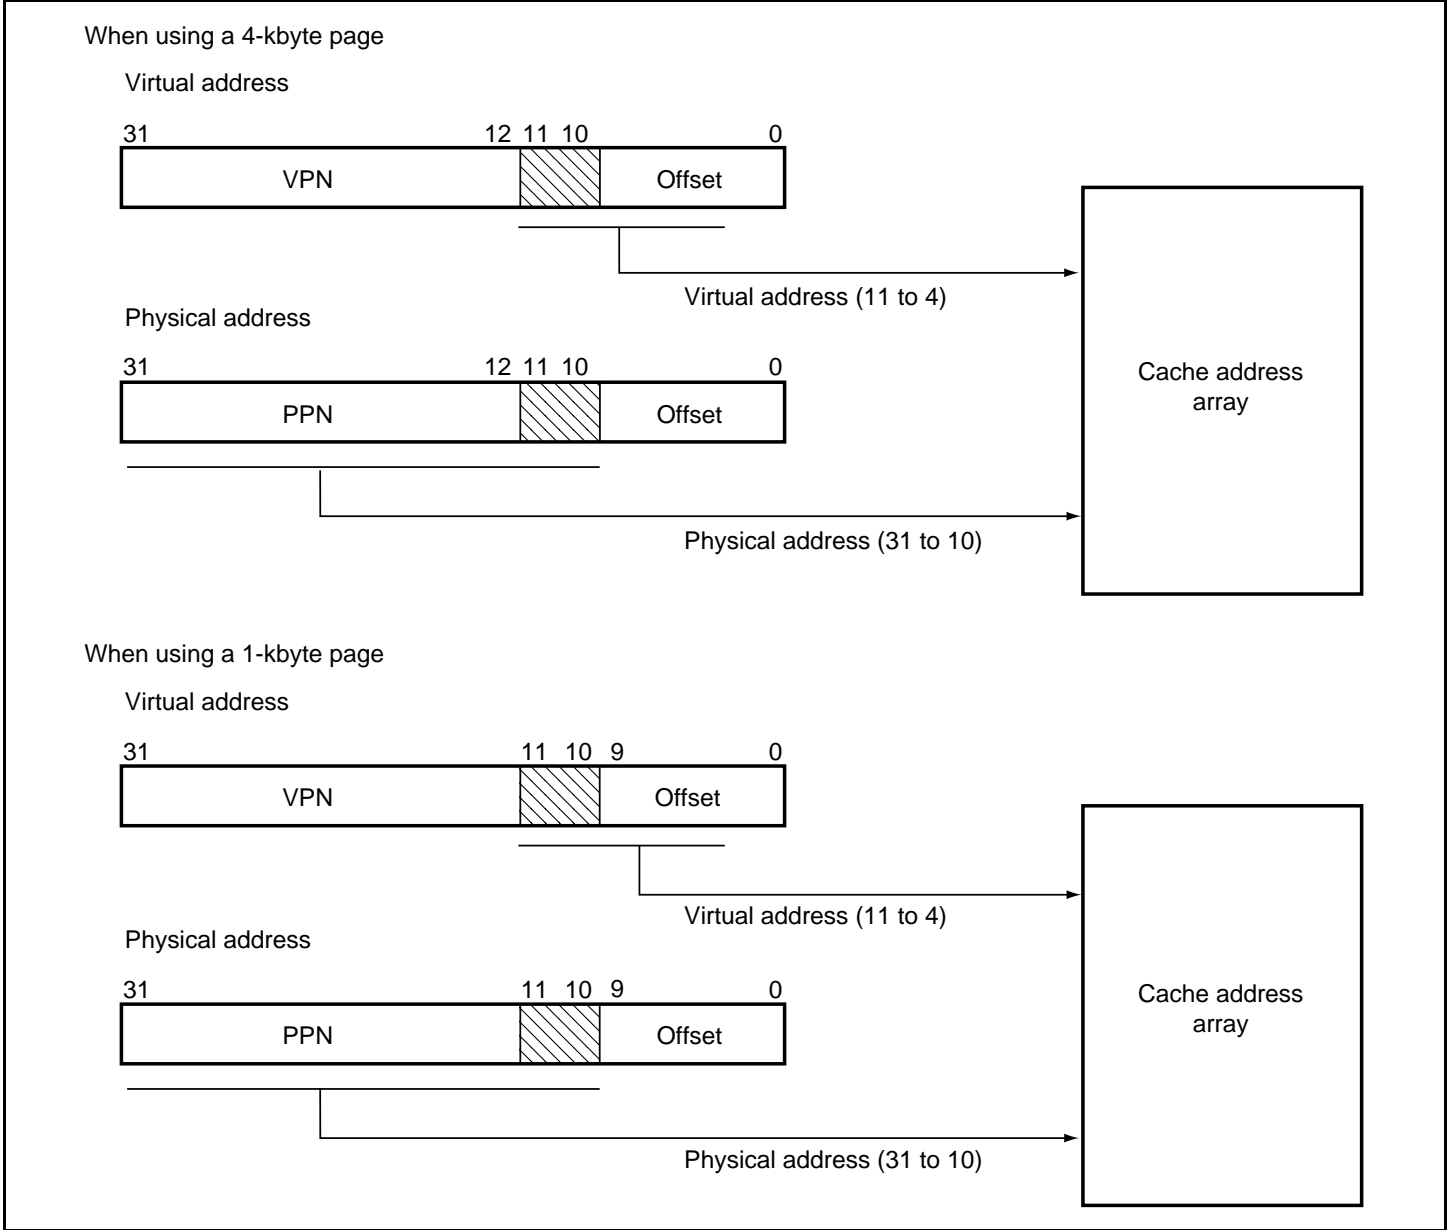 When using a 4-kbyte page
Virtual address
31 12 11 10 0
VPN Offset
Virtual address (11 to 4)
Physical address
31 12 11 10 0
PPN Offset
Cache address
array
Physical address (31 to 10)
When using a 1-kbyte page
Virtual address
31 11 10 9 0
VPN Offset
Virtual address (11 to 4)
Physical address
31 11 10 9 0
PPN Offset
Cache address
array
Physical address (31 to 10)